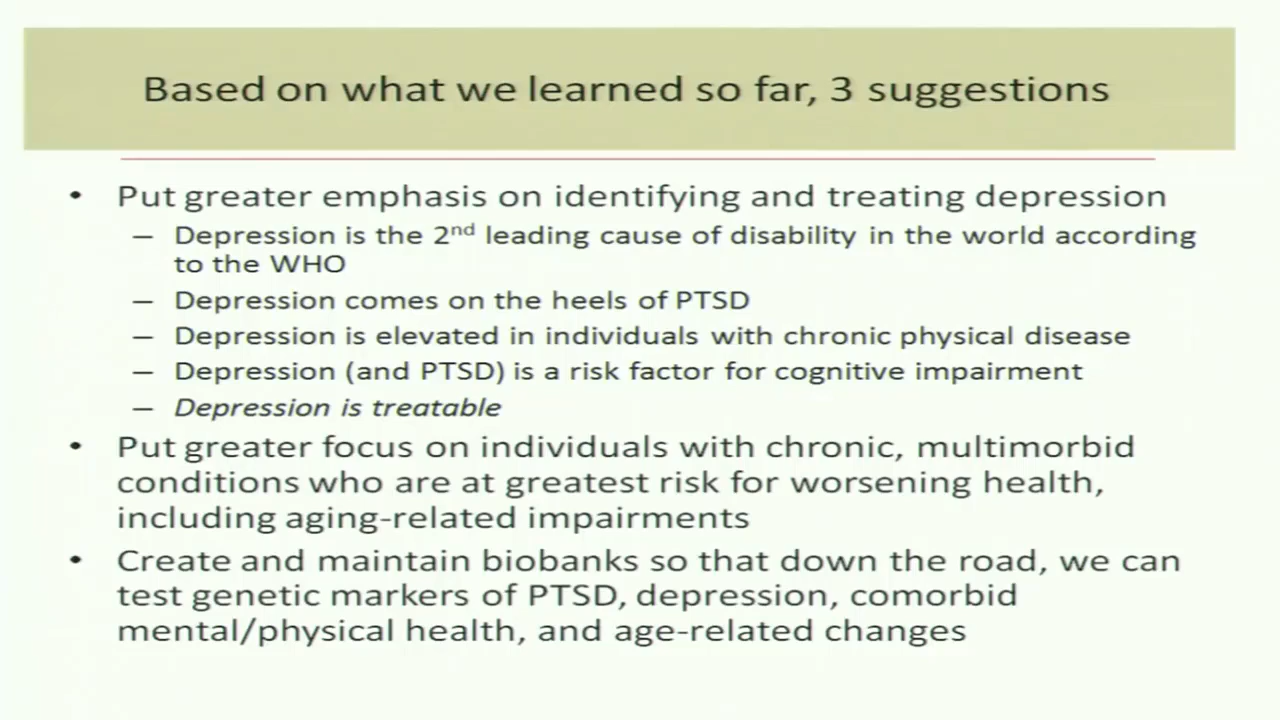 Based on what we learned so far, 3 suggestions
• Put greater emphasis on identifying and treating depression
– Depression is the 2nd leading cause of disability in the world according
to the WHO
– Depression comes on the heels of PTSD
– Depression is elevated in individuals with chronic physical disease
– Depression (and PTSD) is a risk factor for cognitive impairment
– Depression is treatable
• Put greater focus on individuals with chronic, multimorbid
conditions who are at greatest risk for worsening health,
including aging-related impairments
• Create and maintain biobanks so that down the road, we can
test genetic markers of PTSD, depression, comorbid
mental/physical health, and age-related changes